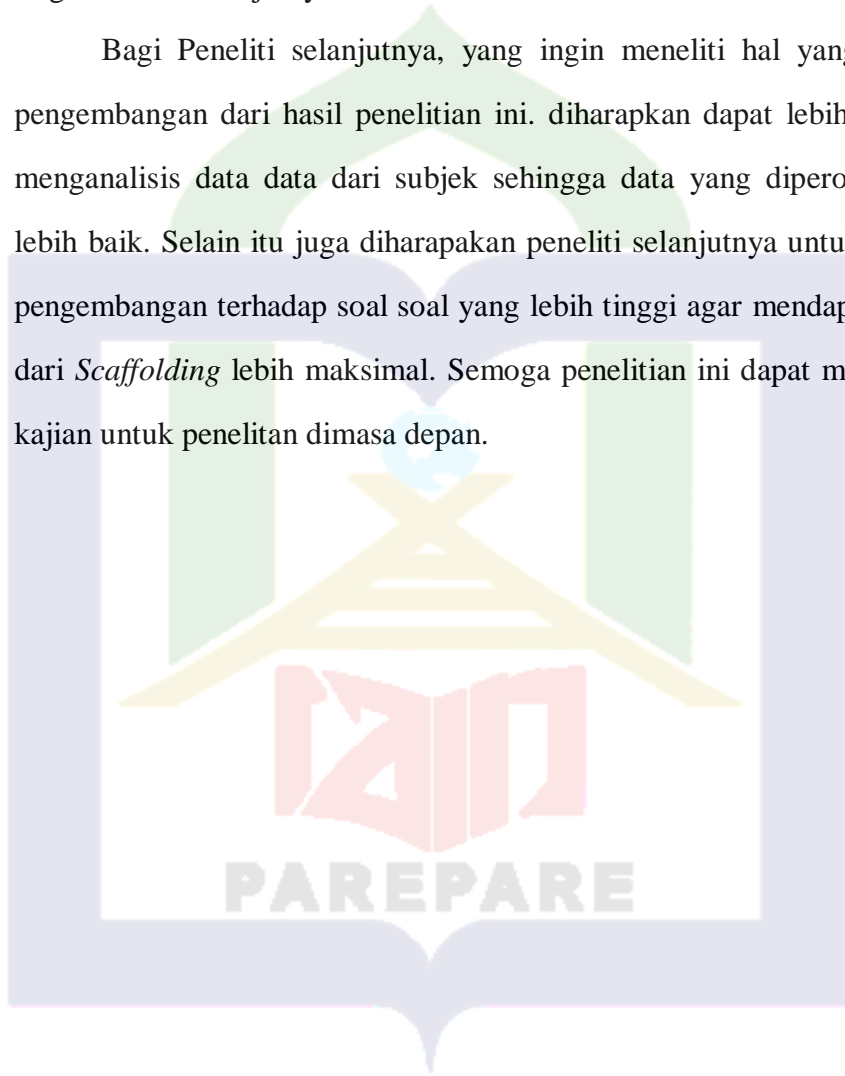 Bagi Peneliti selanjutnya, yang ingin meneliti hal yang
pengembangan dari hasil penelitian ini. diharapkan dapat lebih
menganalisis data data dari subjek sehingga data yang dipero
lebih baik. Selain itu juga diharapakan peneliti selanjutnya untu
pengembangan terhadap soal soal yang lebih tinggi agar mendap
dari Scaffolding lebih maksimal. Semoga penelitian ini dapat m
kajian untuk penelitan dimasa depan.
iain
PAREPARE